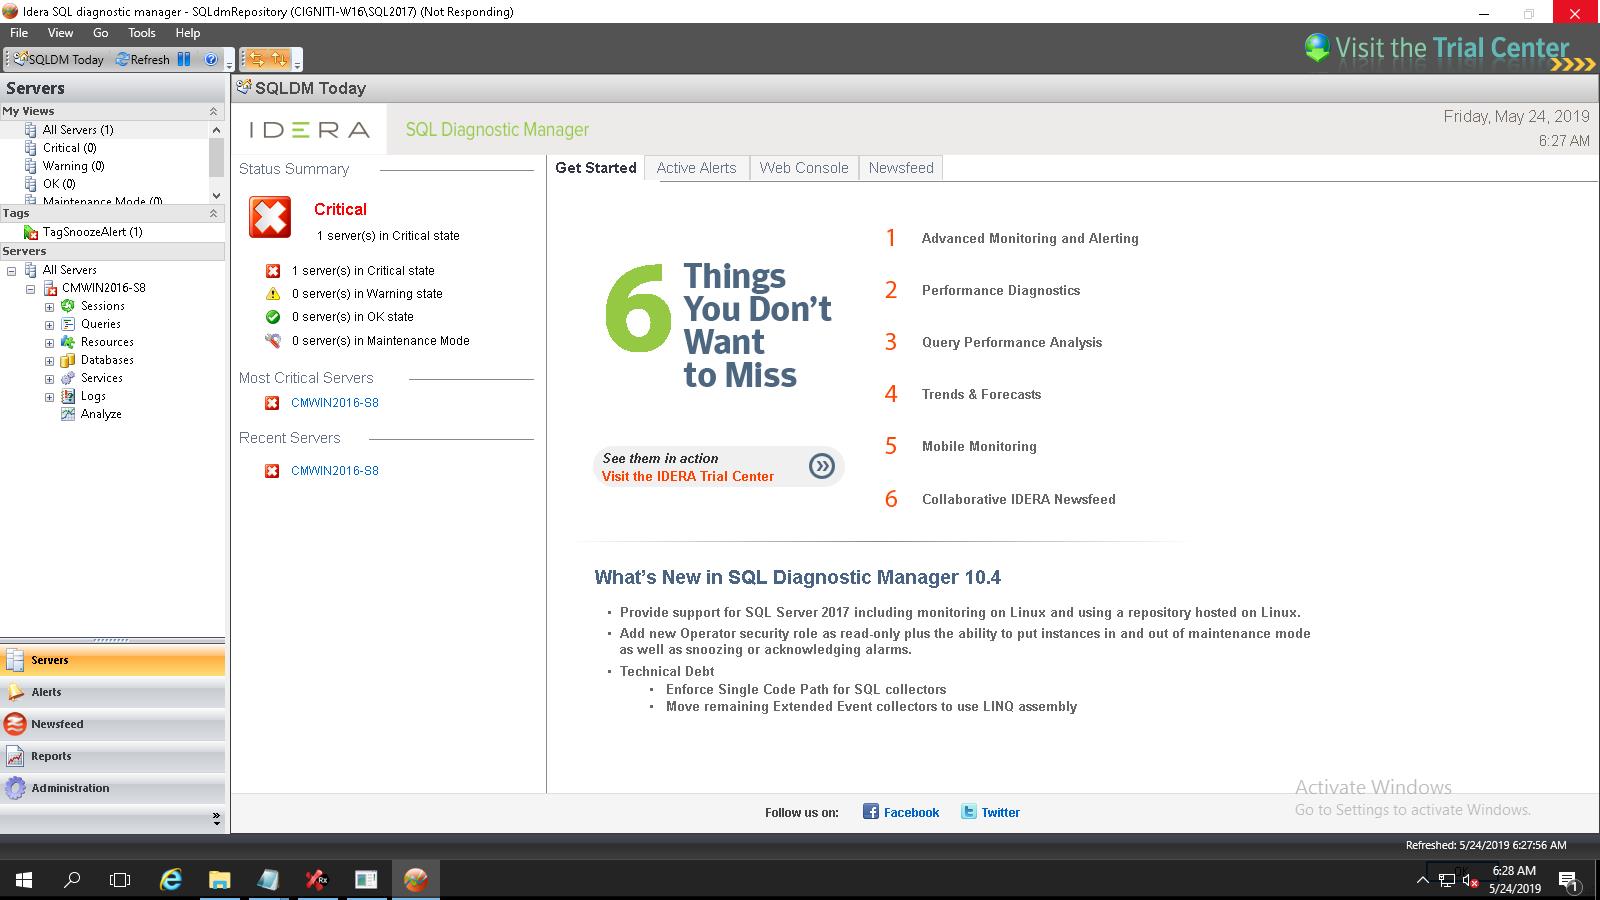 Idera SQL diagnostic manager - SQLdmRepository (CIGNITI-W16\SQL2017) (Not Responding)
File View Go Tools Help
SQLDM Today Refresh
Visit the Trial Center
Servers
My Views
All Servers (1)
Critical (0)
Warning (0)
OK (0)
Maintenance Mode (0)
Tags
TagSnoozeAlert (1)
Servers
All Servers
CMWIN2016-S8
Sessions
Queries
Resources
Databases
Services
Logs
Analyze
Servers
Alerts
Newsfeed
Reports
Administration
SQLDM Today
IDERA
SQL Diagnostic Manager
Friday, May 24, 2019
6:27 AM
Status Summary
Critical
1 server(s) in Critical state
1 server(s) in Critical state
0 server(s) in Warning state
0 server(s) in OK state
0 server(s) in Maintenance Mode
Most Critical Servers
CMWIN2016-S8
Recent Servers
CMWIN2016-S8
Get Started Active Alerts Web Console Newsfeed
6 Things
You Don't
Want
to Miss
See them in action
Visit the IDERA Trial Center
1 Advanced Monitoring and Alerting
2 Performance Diagnostics
3 Query Performance Analysis
4 Trends & Forecasts
5 Mobile Monitoring
6 Collaborative IDERA Newsfeed
What's New in SQL Diagnostic Manager 10.4
• Provide support for SQL Server 2017 including monitoring on Linux and using a repository hosted on Linux.
• Add new Operator security role as read-only plus the ability to put instances in and out of maintenance mode
as well as snoozing or acknowledging alarms.
• Technical Debt
• Enforce Single Code Path for SQL collectors
• Move remaining Extended Event collectors to use LINQ assembly
Activate Windows
Go to Settings to activate Windows.
Follow us on: Facebook Twitter
Refreshed: 5/24/2019 6:27:56 AM
6:28 AM
5/24/2019
1